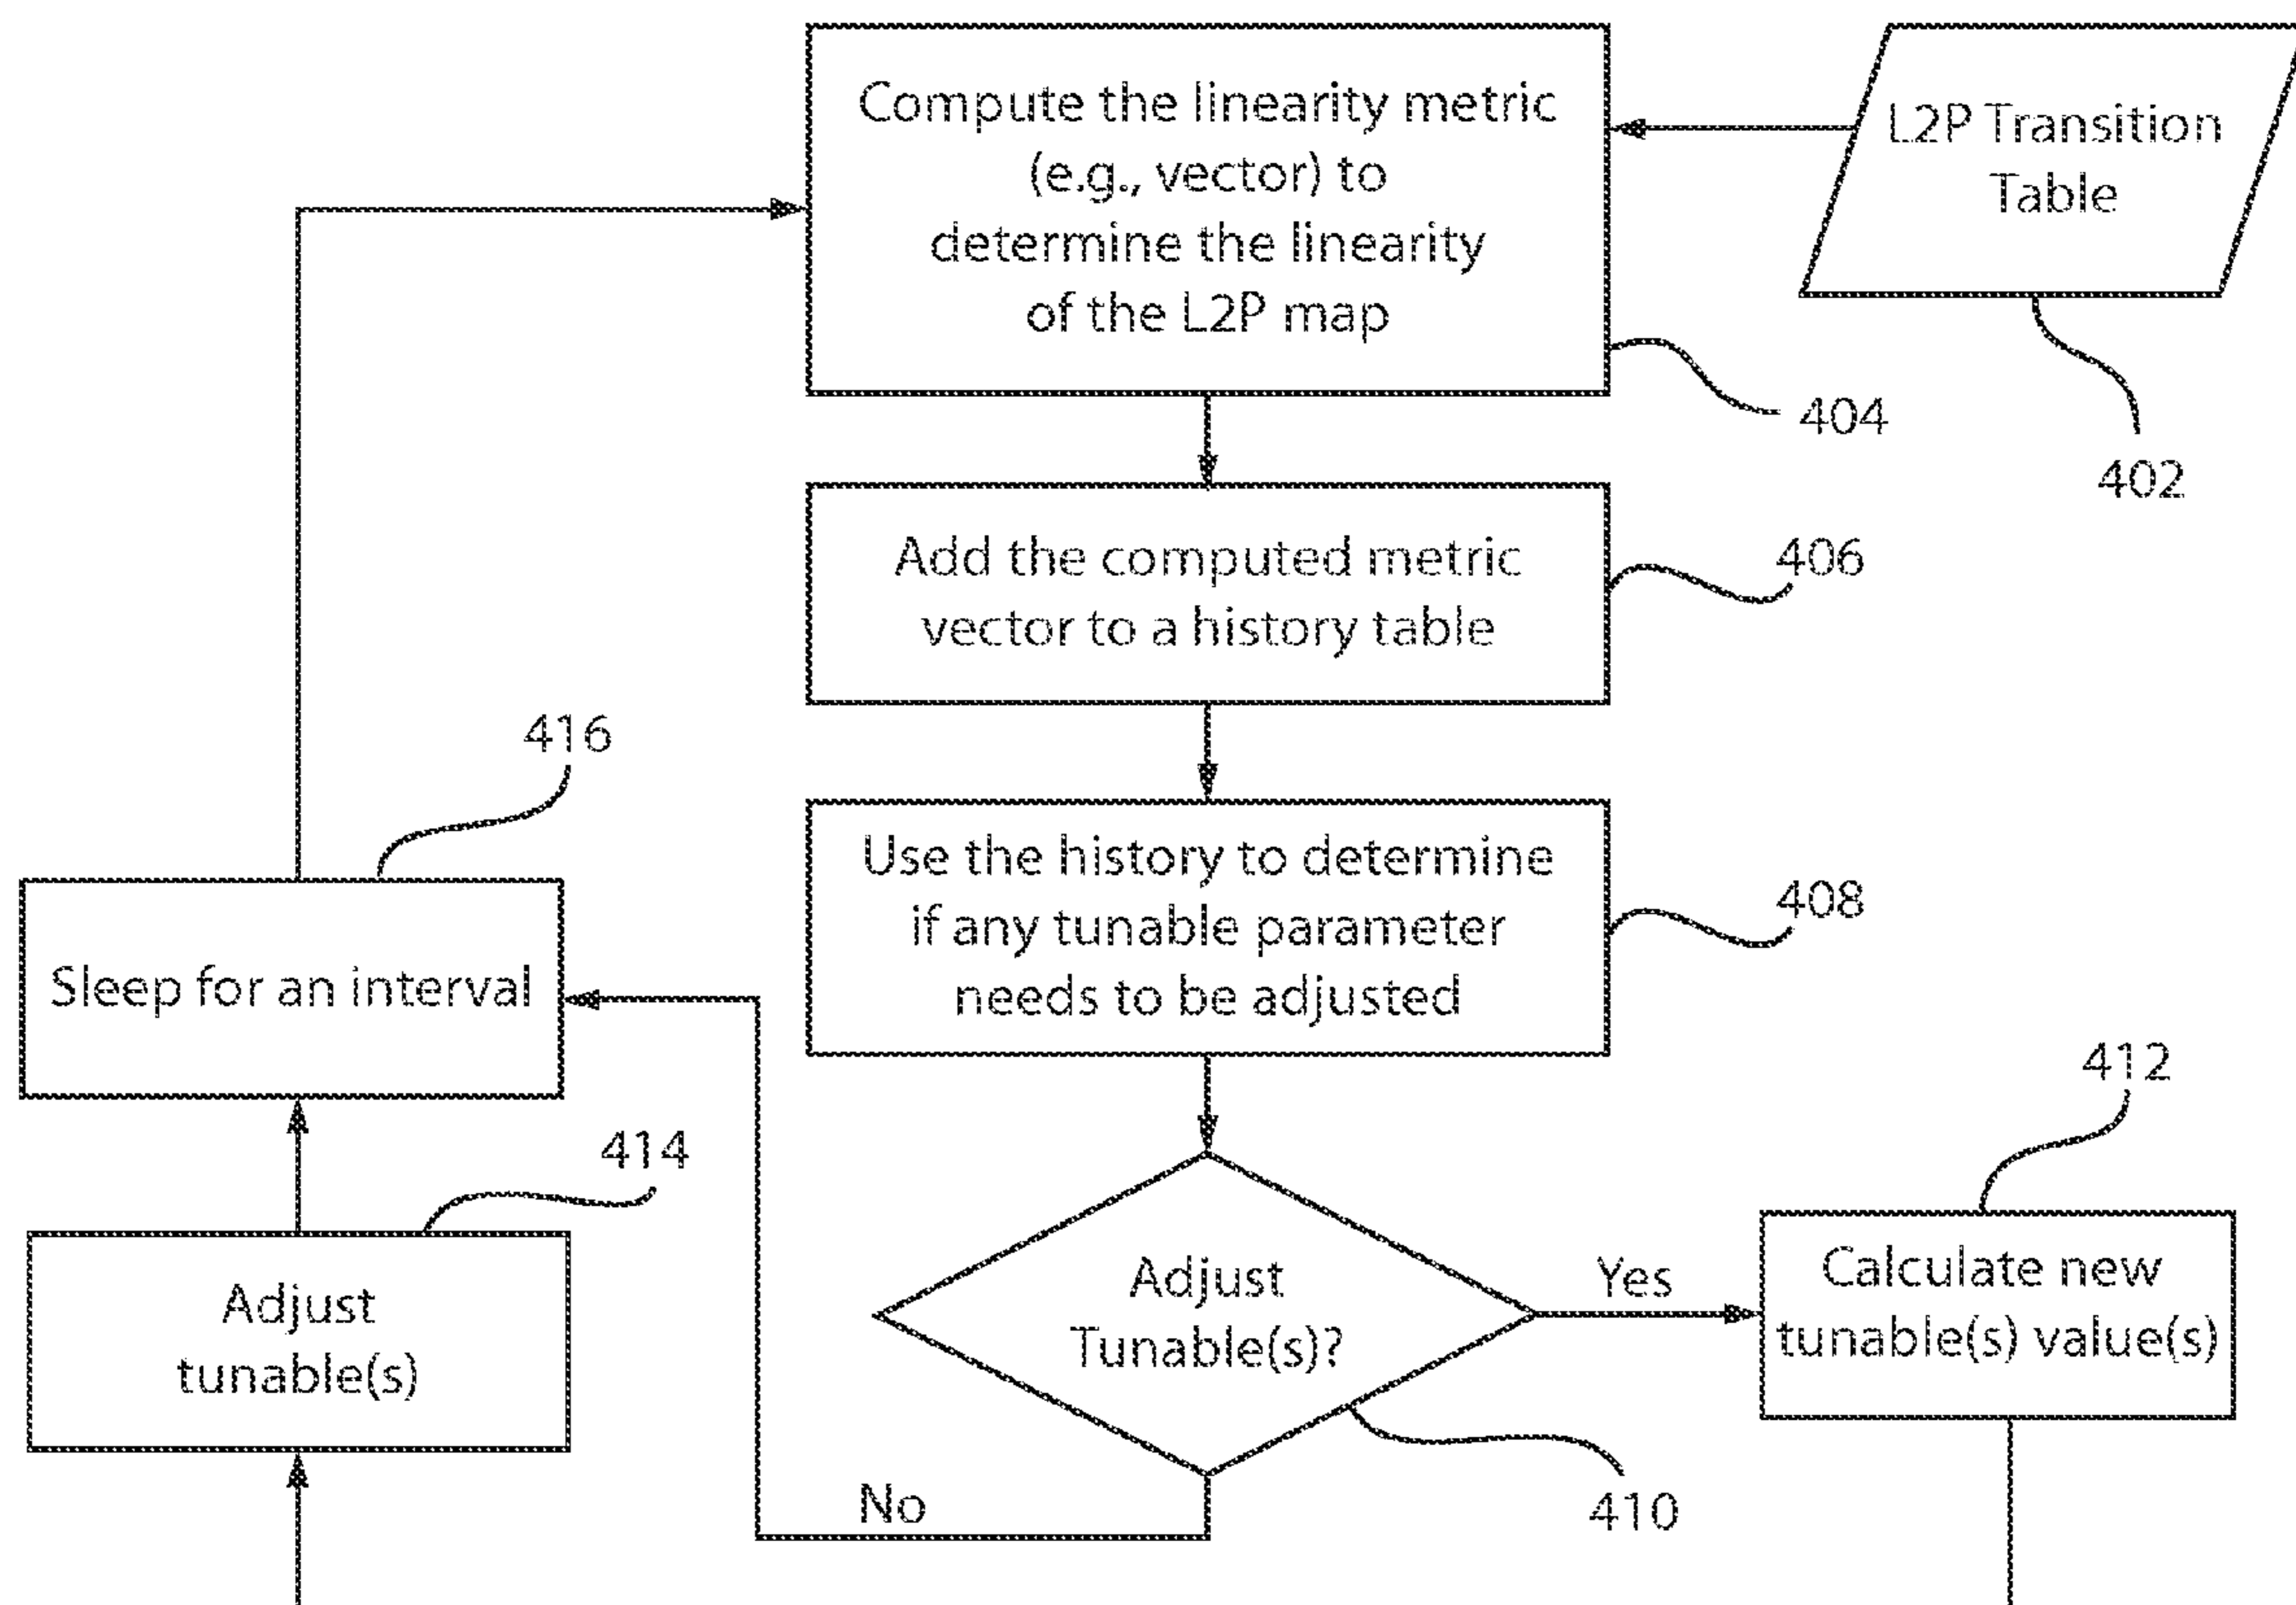 Compute the linearity metric
(e.g., vector) to
determine the linearity
of the L2P map
L2P Transition
Table
404
402
Add the computed metric
vector to a history table
406
416
Use the history to determine
if any tunable parameter
needs to be adjusted
408
Sleep for an interval
412
414
Adjust
tunable(s)
Adjust
Tunable(s)?
Yes
Calculate new
tunable(s) value(s)
No
410